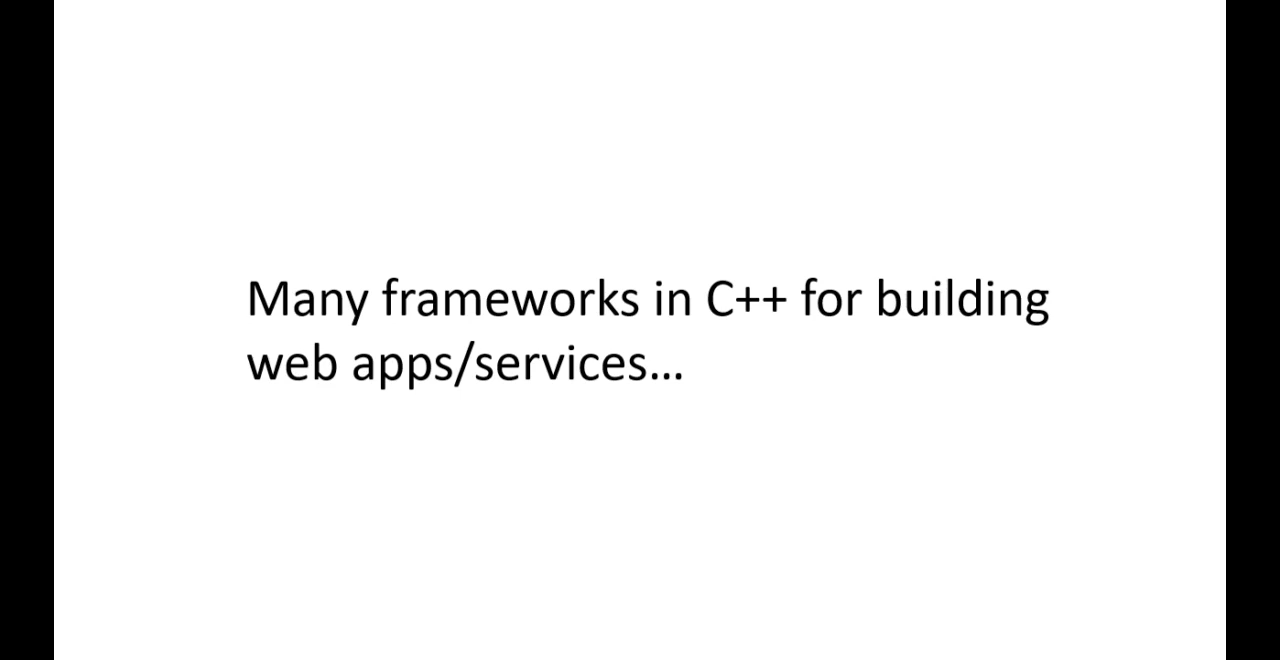 Many frameworks in C++ for building
web apps/services…